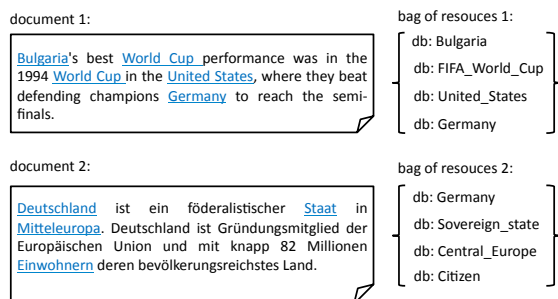 document 1:
Bulgaria's best World Cup performance was in the
1994 World Cup in the United States, where they beat
defending champions Germany to reach the semi-
finals.
bag of resouces 1:
db: Bulgaria
db: FIFA_World_Cup
db: United_States
db: Germany
document 2:
Deutschland ist ein föderalistischer Staat in
Mitteleuropa. Deutschland ist Gründungsmitglied der
Europäischen Union und mit knapp 82 Millionen
Einwohnern deren bevölkerungsreichstes Land.
bag of resouces 2:
db: Germany
db: Sovereign_state
db: Central_Europe
db: Citizen